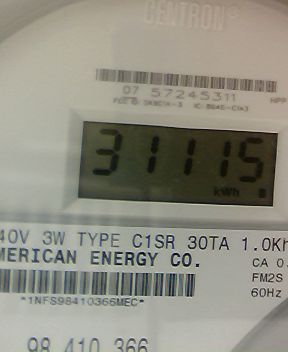 CENTRON®
07 57245311
HPP
31115
kWh
40V 3W TYPE C1SR 30TA 1.0Kh
MERICAN ENERGY CO.
CA 0.
FM2S
60Hz
*1NFS98410366MEC*
98 410 366